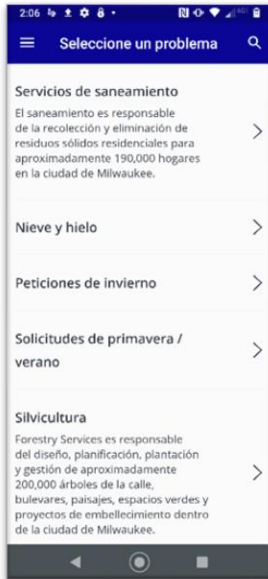 2:06
Seleccione un problema
Servicios de saneamiento
El saneamiento es responsable
de la recolección y eliminación de
residuos sólidos residenciales para
aproximadamente 190,000 hogares
en la ciudad de Milwaukee.
Nieve y hielo
Peticiones de invierno
Solicitudes de primavera /
verano
Silvicultura
Forestry Services es responsable
del diseño, planificación, plantación
y gestión de aproximadamente
200,000 árboles de la calle,
bulevares, paisajes, espacios verdes y
proyectos de embellecimiento dentro
de la ciudad de Milwaukee.